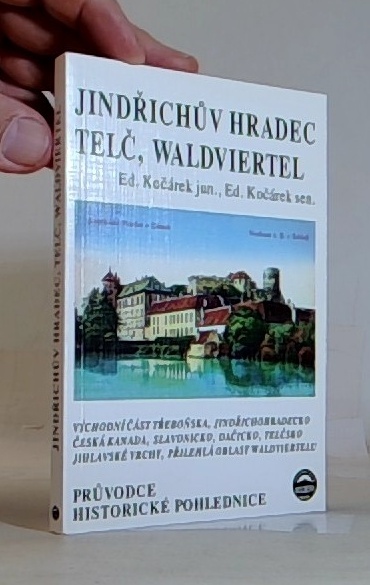 JINDŘICHŮV HRADEC
TELČ, WALDVIERTEL
Ed. Kočárek jun., Ed. Kočárek sen.
VÝCHODNÍ ČÁST TŘEBOŇSKA, JINDŘICHOHRADECKO
ČESKÁ KANADA, SLAVONICKO, DAČICKO, TELČSKO
JIHLAVSKÉ VRCHY, PŘILEHLÁ OBLAST WALDVIERTELU
PRŮVODCE
HISTORICKÉ POHLEDNICE
JINDŘICHŮV HRADEC, TELČ, WALDVIERTEL